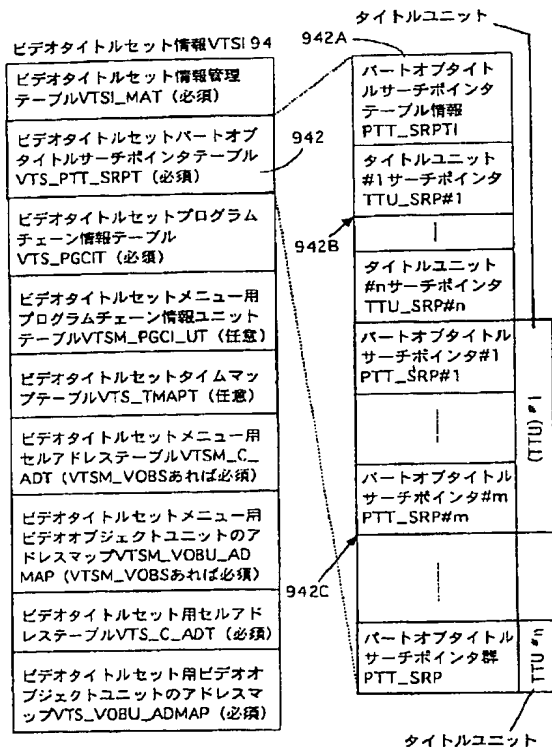 ビデオタイトルセット情報VTSI 94
ビデオタイトルセット情報管理
テーブルVTSI_MAT（必須）
ビデオタイトルセットパートオブ
タイトルサーチポインタテーブル
VTS_PTT_SRPT（必須）
ビデオタイトルセットプログラム
チェーン情報テーブル
VTS_PGCIT（必須）
ビデオタイトルセットメニュー用
プログラムチェーン情報ユニット
テーブルVTSM_PGCI_UT（任意）
ビデオタイトルセットタイムマッ
プテーブルVTS_TMAPT（任意）
ビデオタイトルセットメニュー用
セルアドレステーブルVTSM_C_
ADT（VTSM_VOBSあれば必須）
ビデオタイトルセットメニュー用
ビデオオブジェクトユニットのア
ドレスマップVTSM_VOBU_AD
MAP（VTSM_VOBSあれば必須）
ビデオタイトルセット用セルアド
レステーブルVTS_C_ADT（必須）
ビデオタイトルセット用ビデオオ
ブジェクトユニットのアドレスマ
ップVTS_VOBU_ADMAP（必須）
942
942A
942B
942C
タイトルユニット
パートオブタイト
ルサーチポインタ
テーブル情報
PTT_SRPTI
タイトルユニット
#1サーチポインタ
TTU_SRP#1
タイトルユニット
#nサーチポインタ
TTU_SRP#n
パートオブタイトル
サーチポインタ#1
PTT_SRP#1
パートオブタイトル
サーチポインタ#m
PTT_SRP#m
パートオブタイトル
サーチポインタ群
PTT_SRP
(TTU) #1
TTU #n
タイトルユニット